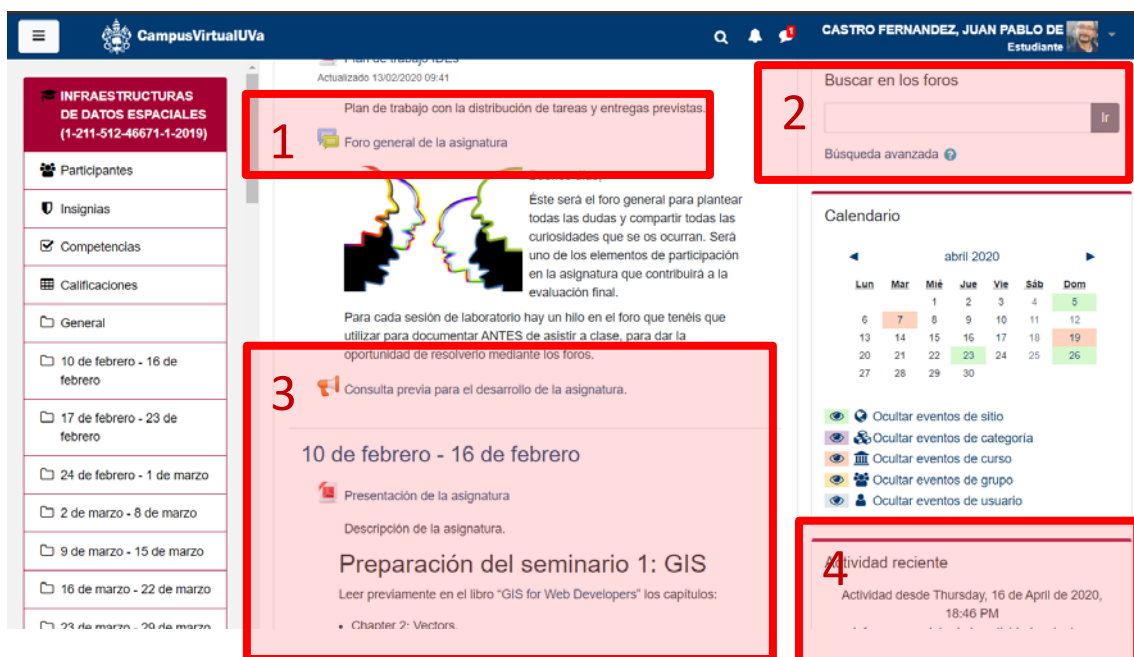 CampusVirtualUVa
1
CASTRO FERNANDEZ, JUAN PABLO DE
Estudiante
INFRAESTRUCTURAS
DE DATOS ESPACIALES
(1-211-512-46671-1-2019)
Participantes
Insignias
Competencias
Calificaciones
General
10 de febrero - 16 de
febrero
17 de febrero - 23 de
febrero
24 de febrero - 1 de marzo
2 de marzo - 8 de marzo
9 de marzo - 15 de marzo
16 de marzo - 22 de marzo
23 de marzo - 29 de marzo
Plan de trabajo IDEs
Actualizado 13/02/2020 09:41
Plan de trabajo con la distribución de tareas y entregas previstas.
1
Foro general de la asignatura
Buenos días,
Éste será el foro general para plantear
todas las dudas y compartir todas las
curiosidades que se os ocurran. Será
uno de los elementos de participación
en la asignatura que contribuirá a la
evaluación final.
Para cada sesión de laboratorio hay un hilo en el foro que tenéis que
utilizar para documentar ANTES de asistir a clase, para dar la
oportunidad de resolverlo mediante los foros.
3
Consulta previa para el desarrollo de la asignatura.
10 de febrero - 16 de febrero
Presentación de la asignatura
Descripción de la asignatura.
Preparación del seminario 1: GIS
Leer previamente en el libro “GIS for Web Developers” los capítulos:
• Chapter 2: Vectors.
Buscar en los foros
2
Ir
Búsqueda avanzada ?
Calendario
◄ abril 2020 ►
Lun Mar Mié Jue Vie Sáb Dom
1 2 3 4 5
6 7 8 9 10 11 12
13 14 15 16 17 18 19
20 21 22 23 24 25 26
27 28 29 30
Ocultar eventos de sitio
Ocultar eventos de categoría
Ocultar eventos de curso
Ocultar eventos de grupo
Ocultar eventos de usuario
4
Actividad reciente
Actividad desde Thursday, 16 de April de 2020,
18:46 PM